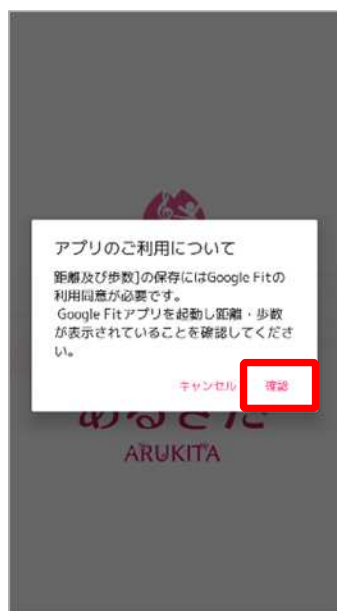 アプリのご利用について
距離及び歩数]の保存にはGoogle Fitの
利用同意が必要です。
Google Fitアプリを起動し距離・歩数
が表示されていることを確認してくださ
い。
キャンセル 確認
あるきた
ARUKITA